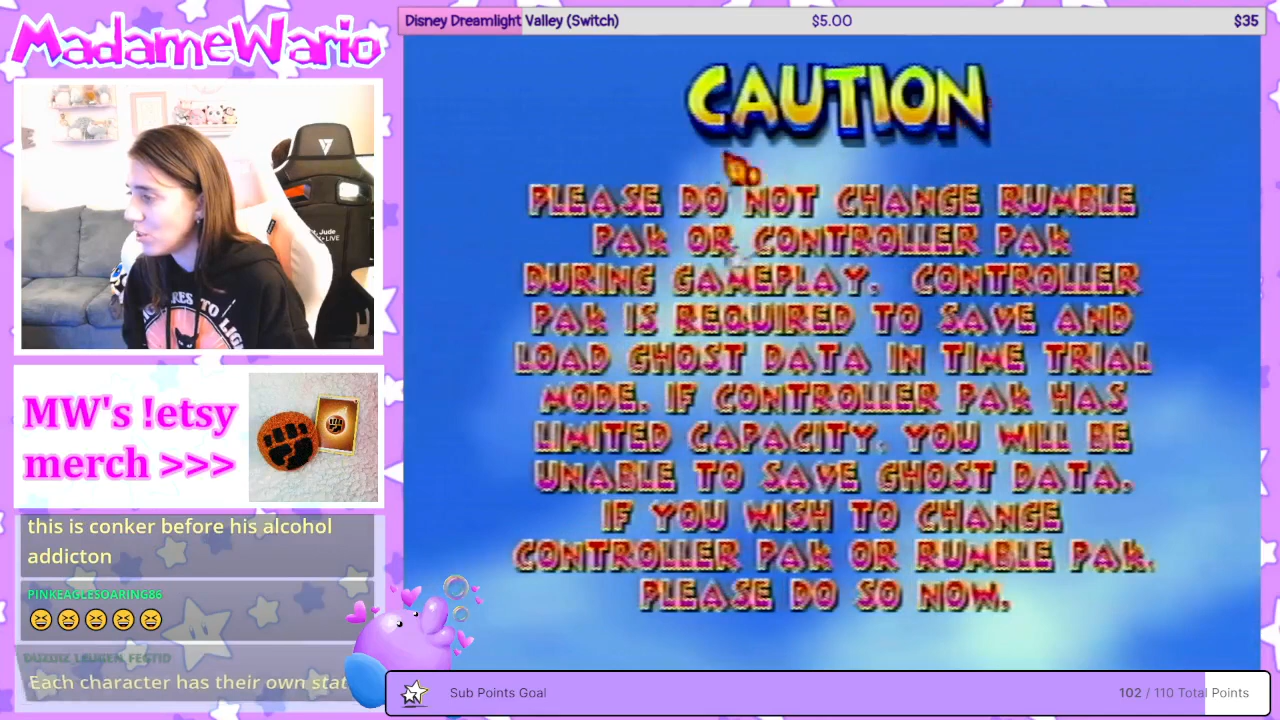 MadameWario
Disney Dreamlight Valley (Switch) $5.00 $35
CAUTION
PLEASE DO NOT CHANGE RUMBLE
PAK OR CONTROLLER PAK
DURING GAMEPLAY. CONTROLLER
PAK IS REQUIRED TO SAVE AND
LOAD GHOST DATA IN TIME TRIAL
MODE. IF CONTROLLER PAK HAS
LIMITED CAPACITY, YOU WILL BE
UNABLE TO SAVE GHOST DATA.
IF YOU WISH TO CHANGE
CONTROLLER PAK OR RUMBLE PAK,
PLEASE DO SO NOW.
MW's !etsy
merch >>>
this is conker before his alcohol
addicton
PINKEAGLESOARING86
Each character has their own stat
Sub Points Goal 102 / 110 Total Points